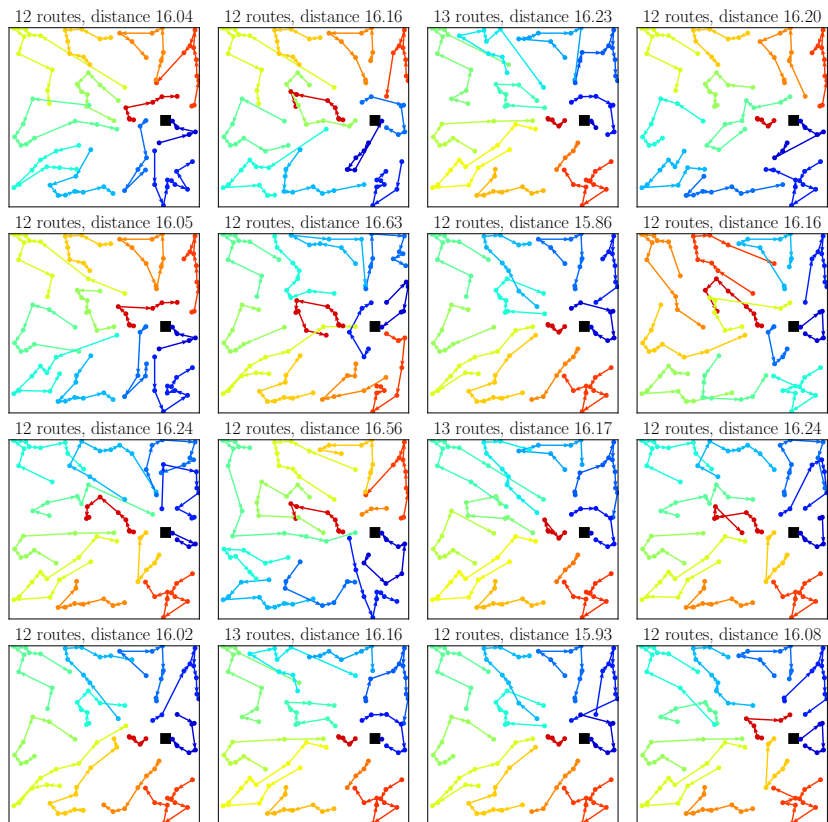 12 routes, distance 16.04
12 routes, distance 16.16
13 routes, distance 16.23
12 routes, distance 16.20
12 routes, distance 16.05
12 routes, distance 16.63
12 routes, distance 15.86
12 routes, distance 16.16
12 routes, distance 16.24
12 routes, distance 16.56
13 routes, distance 16.17
12 routes, distance 16.24
12 routes, distance 16.02
13 routes, distance 16.16
12 routes, distance 15.93
12 routes, distance 16.08